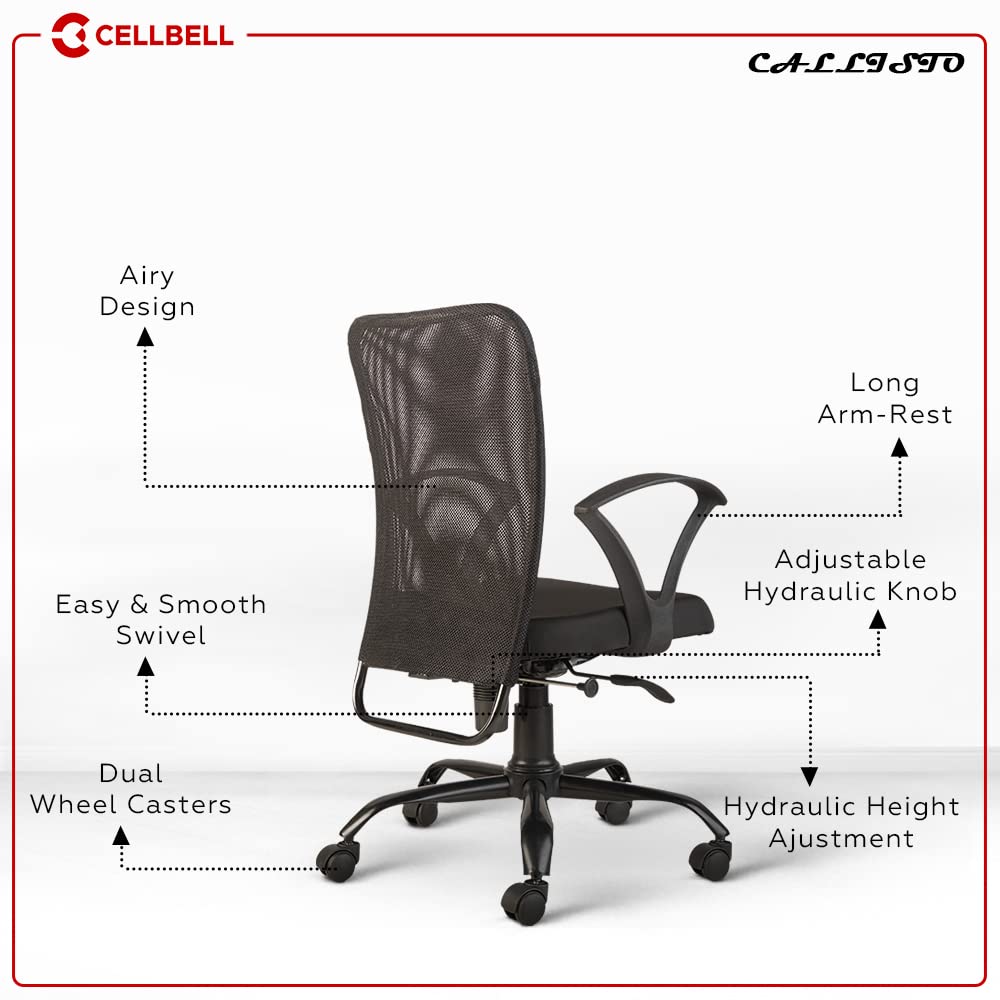 CELLBELL
CALLISTO
Airy
Design
Long
Arm-Rest
Adjustable
Hydraulic Knob
Easy & Smooth
Swivel
Dual
Wheel Casters
Hydraulic Height
Ajustment